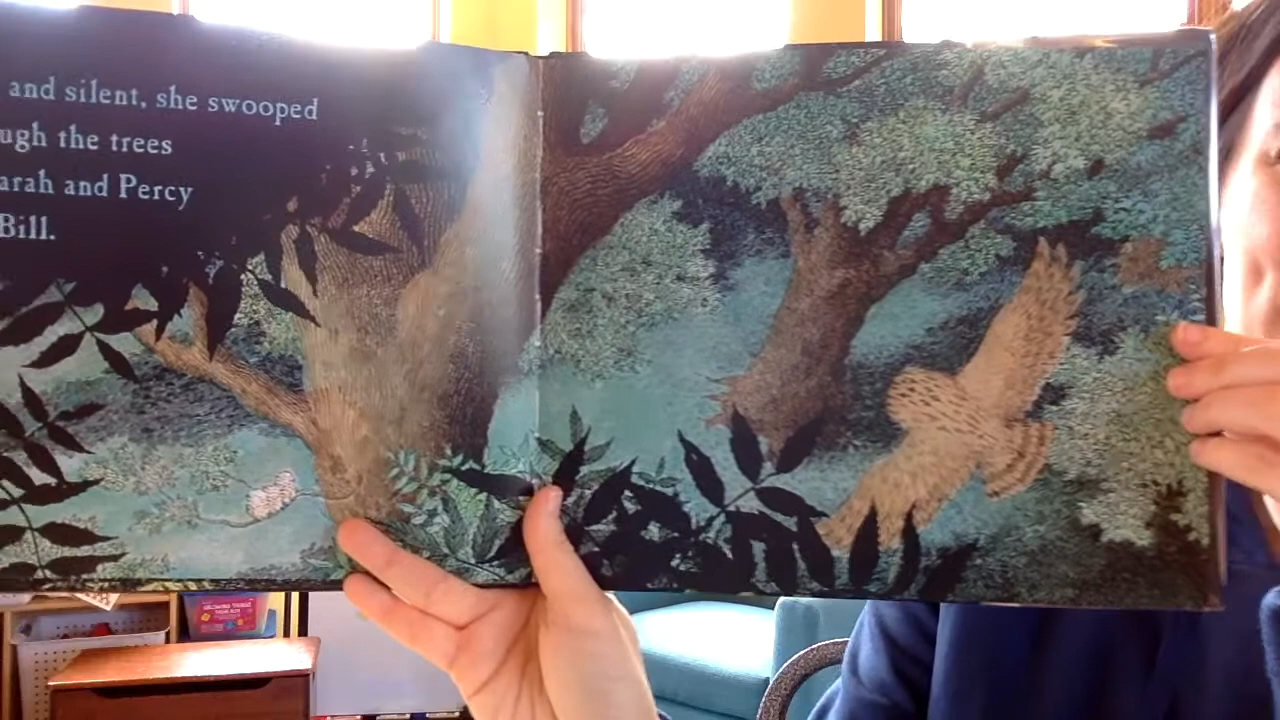 and silent, she swooped
ugh the trees
arah and Percy
Bill.